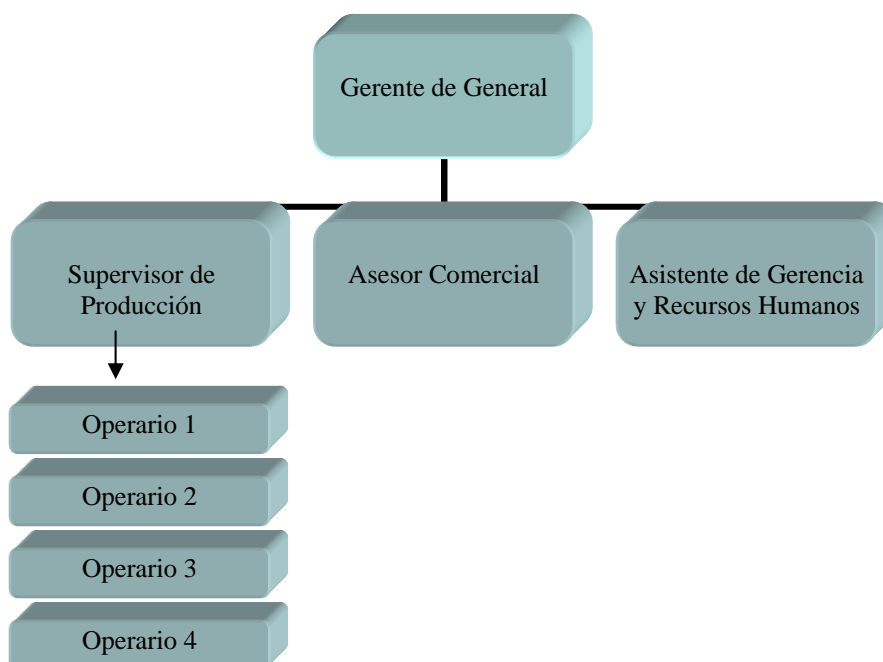 Gerente de General
Supervisor de
Producción
Asesor Comercial
Asistente de Gerencia
y Recursos Humanos
Operario 1
Operario 2
Operario 3
Operario 4